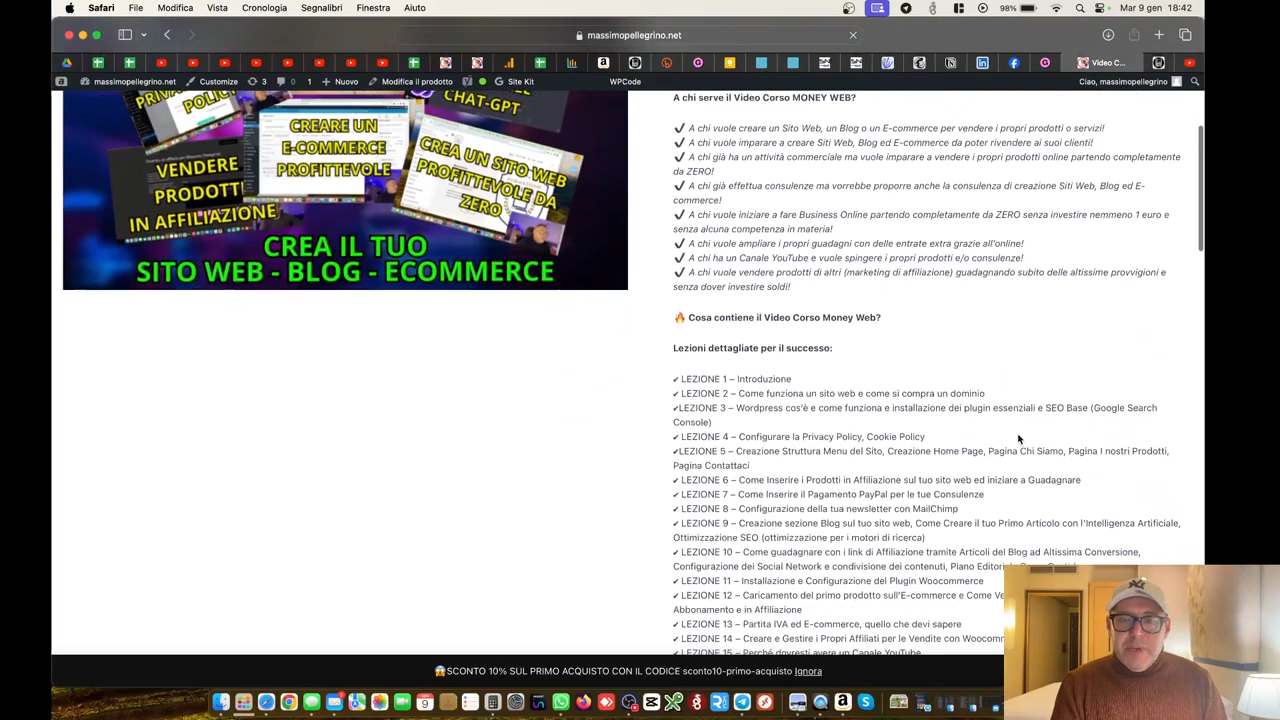 Safari File Modifica Vista Cronologia Segnalibri Finestra Aiuto 98% Mar 9 gen 18:42
massimopellegrino.net
Video C...
massimopellegrino.net Customize 3 0 1 Nuovo Modifica il prodotto Site Kit WPCode Ciao, massimopellegrino
POLICY
CHAT-GPT
CREARE UN
E-COMMERCE
PROFITTEVOLE
VENDERE
PRODOTTI
IN AFFILIAZIONE
CREA UN SITO WEB
PROFITTEVOLE DA
ZERO
CREA IL TUO
SITO WEB - BLOG - ECOMMERCE
A chi serve il Video Corso MONEY WEB?
✔ A chi vuole creare un Sito Web, un Blog o un E-commerce per vendere i propri prodotti o servizi!
✔ A chi vuole imparare a creare Siti Web, Blog ed E-commerce da poter rivendere ai suoi clienti!
✔ A chi già ha un attività commerciale ma vuole imparare a vendere i propri prodotti online partendo completamente
da ZERO!
✔ A chi già effettua consulenze ma vorrebbe proporre anche la consulenza di creazione Siti Web, Blog ed E-
commerce!
✔ A chi vuole iniziare a fare Business Online partendo completamente da ZERO senza investire nemmeno 1 euro e
senza alcuna competenza in materia!
✔ A chi vuole ampliare i propri guadagni con delle entrate extra grazie all'online!
✔ A chi ha un Canale YouTube e vuole spingere i propri prodotti e/o consulenze!
✔ A chi vuole vendere prodotti di altri (marketing di affiliazione) guadagnando subito delle altissime provvigioni e
senza dover investire soldi!
🔥 Cosa contiene il Video Corso Money Web?
Lezioni dettagliate per il successo:
✔ LEZIONE 1 – Introduzione
✔ LEZIONE 2 – Come funziona un sito web e come si compra un dominio
✔LEZIONE 3 – Wordpress cos'è e come funziona e installazione dei plugin essenziali e SEO Base (Google Search
Console)
✔ LEZIONE 4 – Configurare la Privacy Policy, Cookie Policy
✔LEZIONE 5 – Creazione Struttura Menu del Sito, Creazione Home Page, Pagina Chi Siamo, Pagina I nostri Prodotti,
Pagina Contattaci
✔ LEZIONE 6 – Come Inserire i Prodotti in Affiliazione sul tuo sito web ed iniziare a Guadagnare
✔ LEZIONE 7 – Come Inserire il Pagamento PayPal per le tue Consulenze
✔ LEZIONE 8 – Configurazione della tua newsletter con MailChimp
✔ LEZIONE 9 – Creazione sezione Blog sul tuo sito web, Come Creare il tuo Primo Articolo con l'Intelligenza Artificiale,
Ottimizzazione SEO (ottimizzazione per i motori di ricerca)
✔ LEZIONE 10 – Come guadagnare con i link di Affiliazione tramite Articoli del Blog ad Altissima Conversione,
Configurazione dei Social Network e condivisione dei contenuti, Piano
✔ LEZIONE 11 – Installazione e Configurazione del Plugin Woocommerce
✔ LEZIONE 12 – Caricamento del primo prodotto sull'E-commerce e Come
Abbonamento e in Affiliazione
✔ LEZIONE 13 – Partita IVA ed E-commerce, quello che devi sapere
✔ LEZIONE 14 – Creare e Gestire i Propri Affiliati per le Vendite con
✔ LEZIONE 15 – Perché dovresti avere un Canale YouTube
😱SCONTO 10% SUL PRIMO ACQUISTO CON IL CODICE sconto10-primo-acquisto Ignora